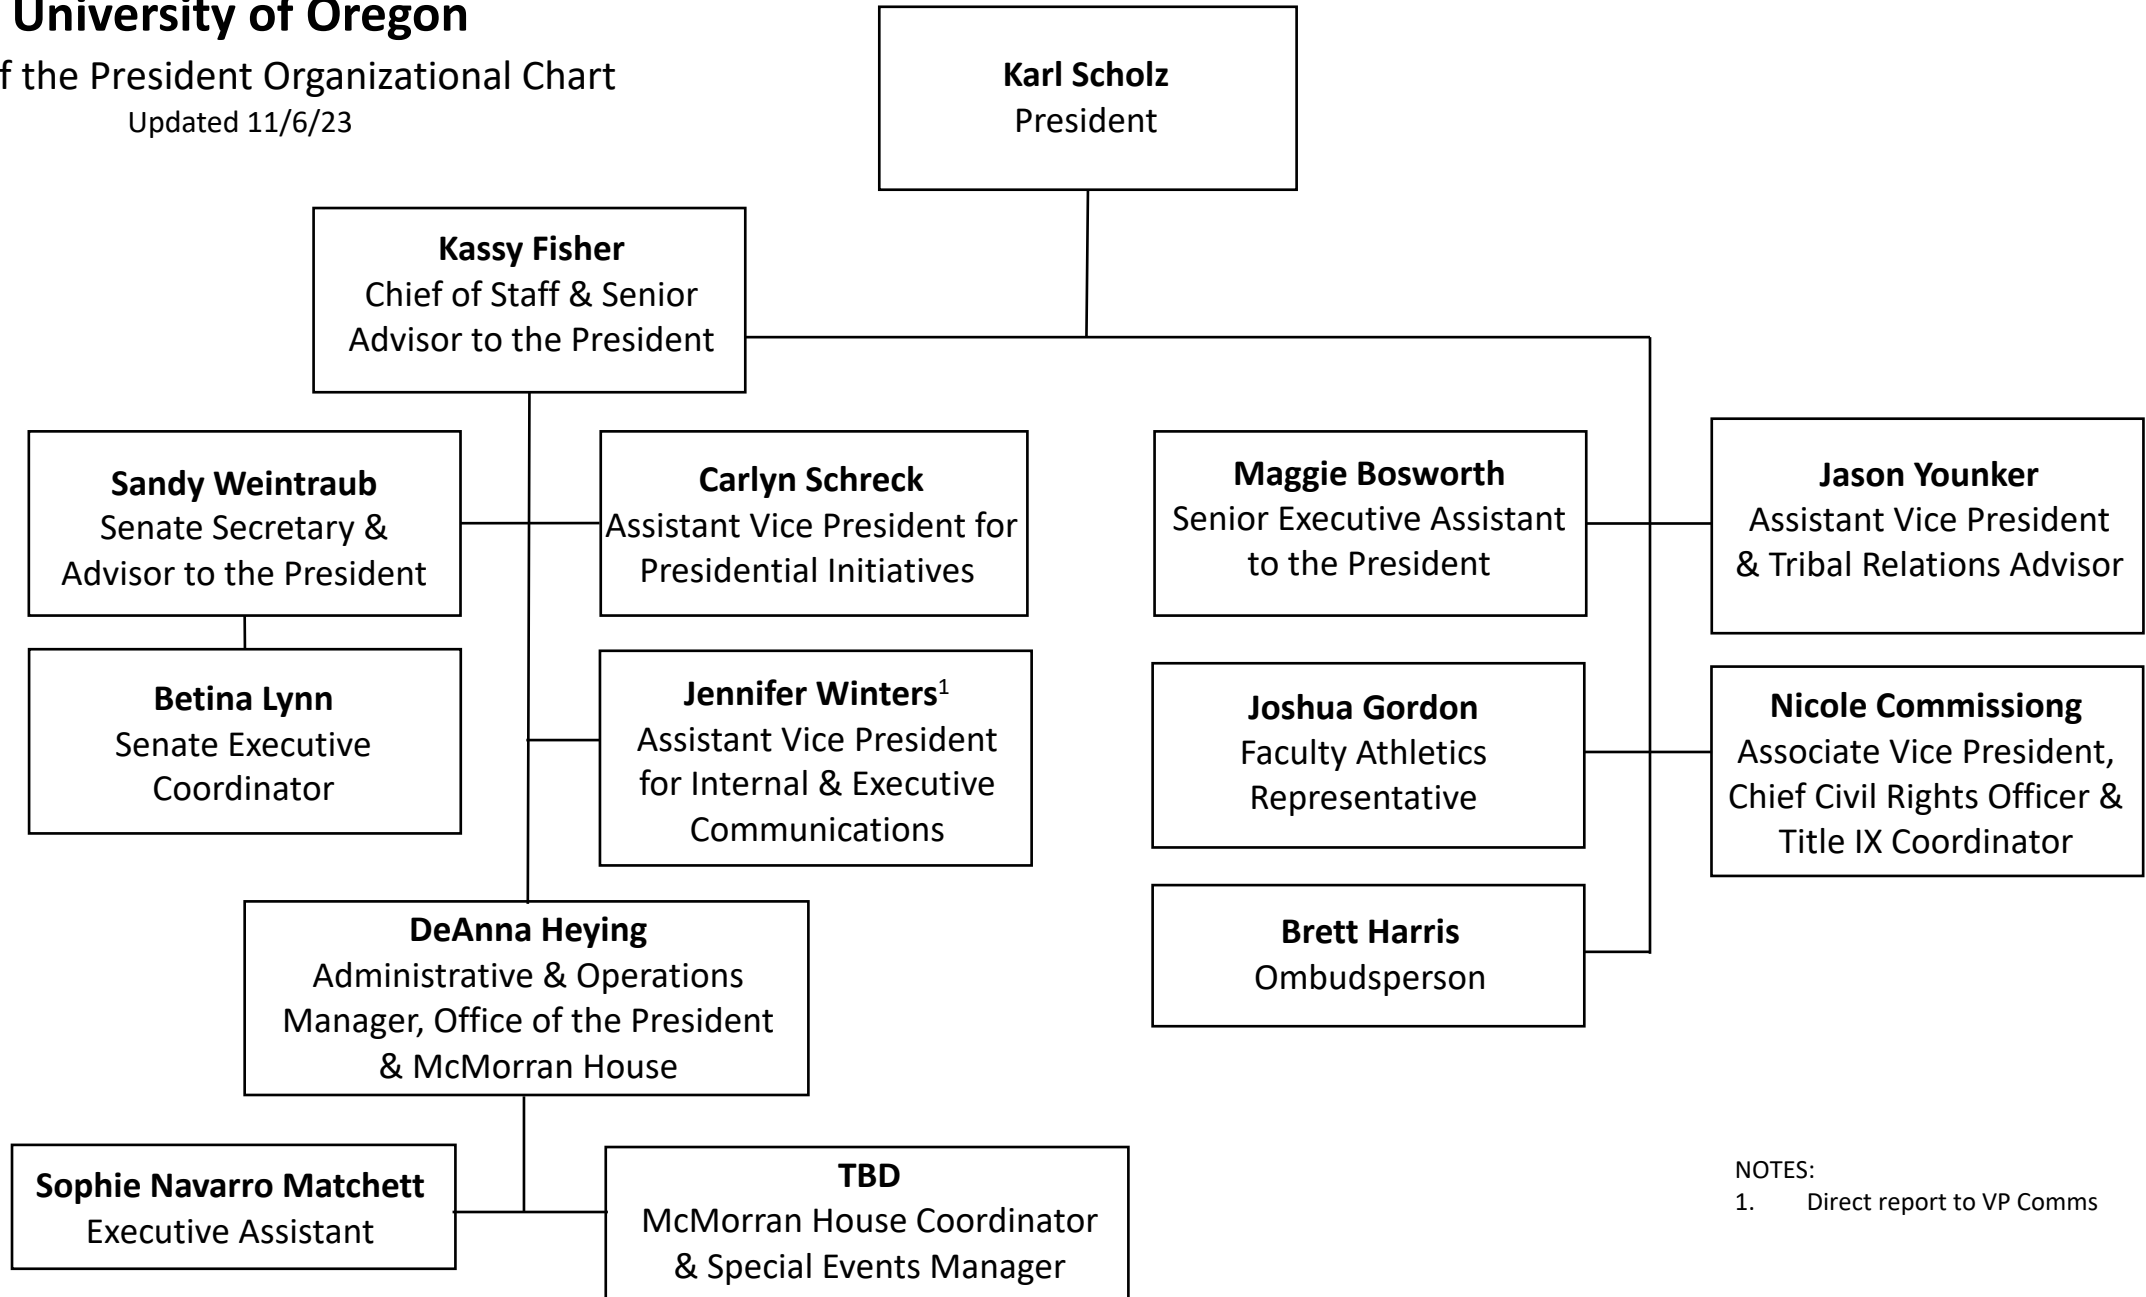 University of Oregon
f the President Organizational Chart
Updated 11/6/23
Karl Scholz
President
Kassy Fisher
Chief of Staff & Senior
Advisor to the President
Sandy Weintraub
Senate Secretary &
Advisor to the President
Carlyn Schreck
Assistant Vice President for
Presidential Initiatives
Maggie Bosworth
Senior Executive Assistant
to the President
Jason Younker
Assistant Vice President
& Tribal Relations Advisor
Betina Lynn
Senate Executive
Coordinator
Jennifer Winters¹
Assistant Vice President
for Internal & Executive
Communications
Joshua Gordon
Faculty Athletics
Representative
Nicole Commissiong
Associate Vice President,
Chief Civil Rights Officer &
Title IX Coordinator
DeAnna Heying
Administrative & Operations
Manager, Office of the President
& McMorran House
Brett Harris
Ombudsperson
Sophie Navarro Matchett
Executive Assistant
TBD
McMorran House Coordinator
& Special Events Manager
NOTES:
1. Direct report to VP Comms